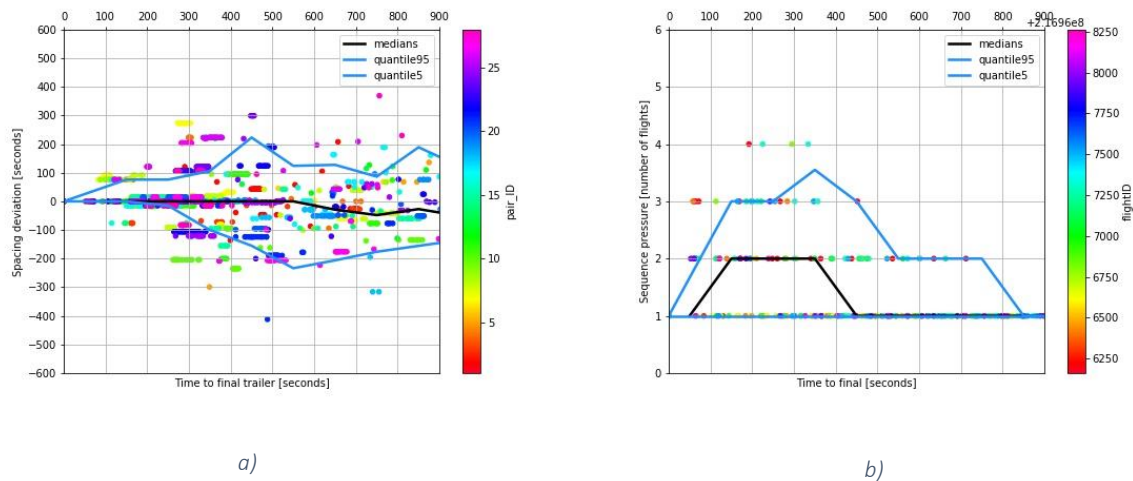 0 100 200 300 400 500 600 700 800 900
600
500
400
300
200
100
0
−100
−200
−300
−400
−500
−600
Spacing deviation [seconds]
Time to final trailer [seconds]
medians
quantile95
quantile5
25
20
15
10
5
pair_ID
a)
0 100 200 300 400 500 600 700 800 900
+2.1696e8
6
5
4
3
2
1
0
Sequence pressure [number of flights]
Time to final [seconds]
medians
quantile95
quantile5
8250
8000
7750
7500
7250
7000
6750
6500
6250
flightID
b)